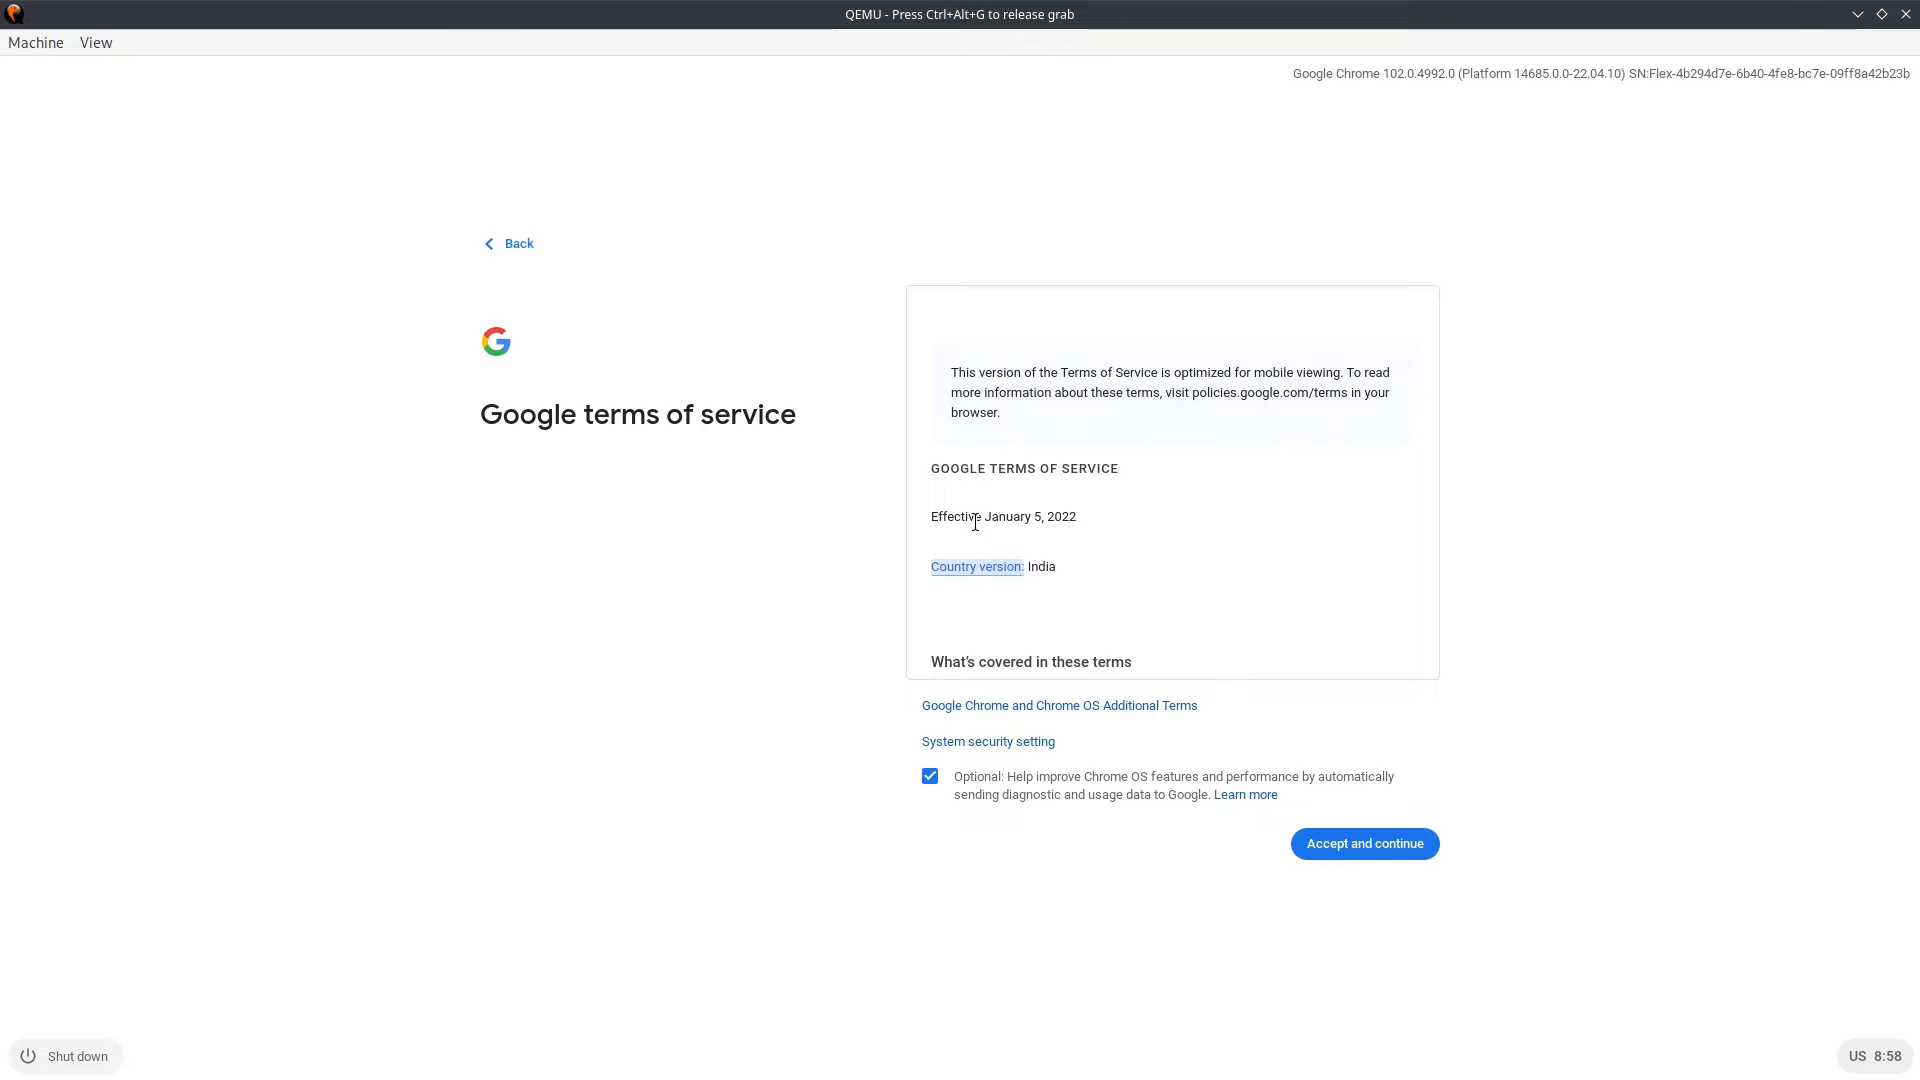 QEMU - Press Ctrl+Alt+G to release grab
Machine View
Google Chrome 102.0.4992.0 (Platform 14685.0.0-22.04.10) SN:Flex-4b294d7e-6b40-4fe8-bc7e-09ff8a42b23b
Back
Google terms of service
This version of the Terms of Service is optimized for mobile viewing. To read
more information about these terms, visit policies.google.com/terms in your
browser.
GOOGLE TERMS OF SERVICE
Effective January 5, 2022
Country version: India
What's covered in these terms
Google Chrome and Chrome OS Additional Terms
System security setting
Optional: Help improve Chrome OS features and performance by automatically
sending diagnostic and usage data to Google. Learn more
Accept and continue
Shut down
US 8:58